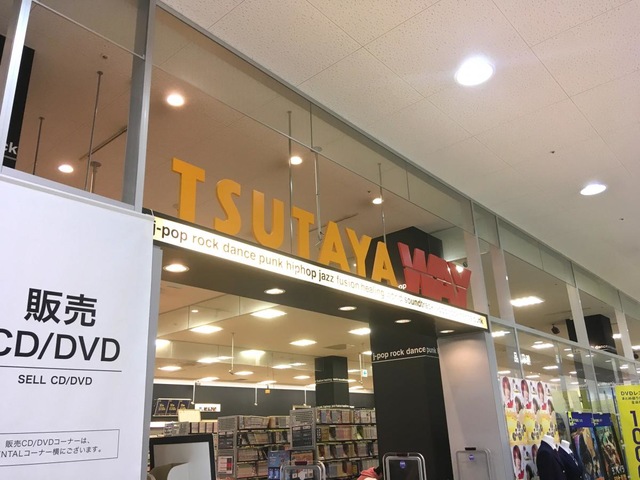 TSUTAYA WAY
j-pop rock dance punk hiphop jazz fusion healing
販売
CD/DVD
SELL CD/DVD
販売CD/DVDコーナーは、
NTALコーナー横にございます。
j-pop rock dance punk